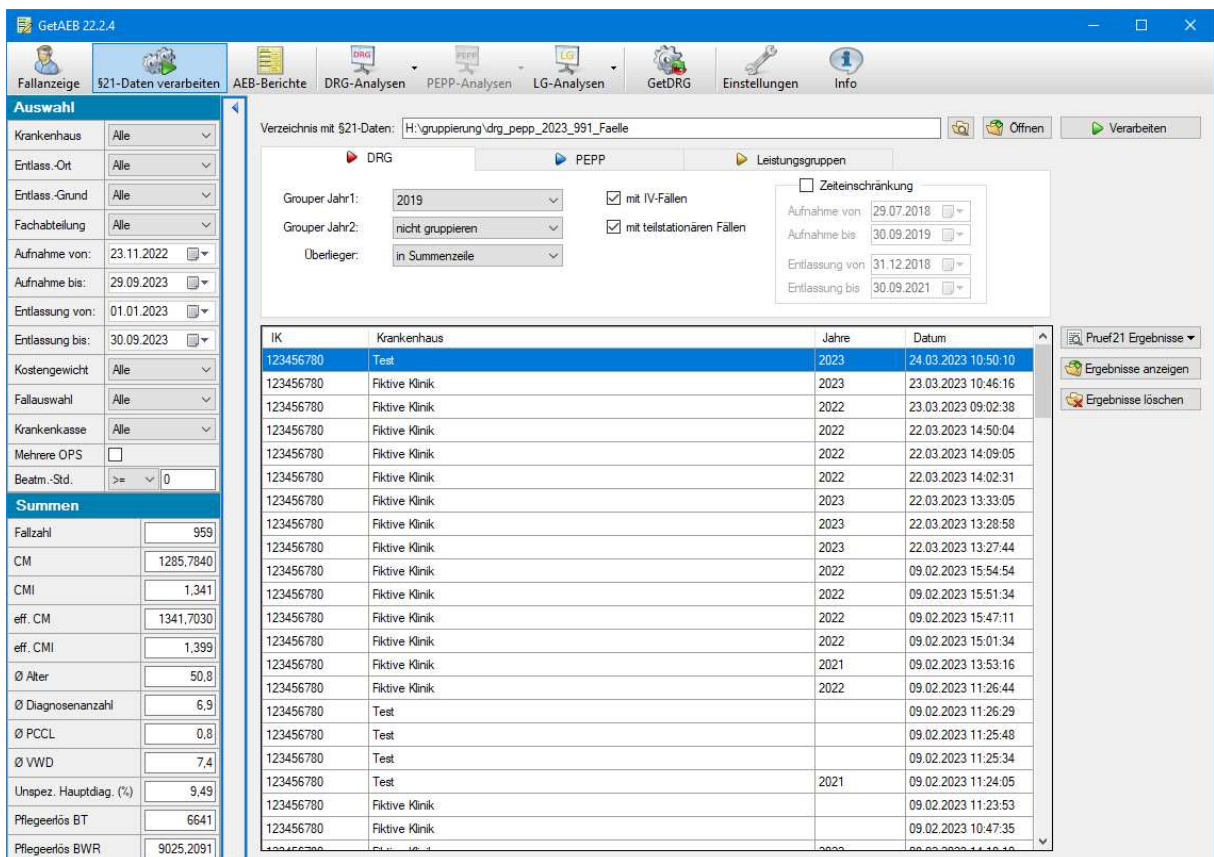 GetAEB 22.2.4
Fallanzeige §21-Daten verarbeiten AEB-Berichte DRG-Analysen PEPP-Analysen LG-Analysen GetDRG Einstellungen Info
Auswahl
Krankenhaus Alle
Entlass.-Ort Alle
Entlass.-Grund Alle
Fachabteilung Alle
Aufnahme von: 23.11.2022
Aufnahme bis: 29.09.2023
Entlassung von: 01.01.2023
Entlassung bis: 30.09.2023
Kostengewicht Alle
Fallauswahl Alle
Krankenkasse Alle
Mehrere OPS
Beatm.-Std. >= 0
Summen
Fallzahl 959
CM 1285,7840
CMI 1,341
eff. CM 1341,7030
eff. CMI 1,399
Ø Alter 50,8
Ø Diagnosenanzahl 6,9
Ø PCCL 0,8
Ø VWD 7,4
Unspez. Hauptdiag. (%) 9,49
Pflegeerlös BT 6641
Pflegeerlös BWR 9025,2091
Verzeichnis mit §21-Daten: H:\gruppierung\drg_pepp_2023_991_Faelle Öffnen Verarbeiten
DRG PEPP Leistungsgruppen
Grouper Jahr1: 2019 mit IV-Fällen
Grouper Jahr2: nicht gruppieren mit teilstationären Fällen
Überlieger: in Summenzeile
Zeiteinschränkung
Aufnahme von 29.07.2018
Aufnahme bis 30.09.2019
Entlassung von 31.12.2018
Entlassung bis 30.09.2021
IK Krankenhaus Jahre Datum
123456780 Test 2023 24.03.2023 10:50:10
123456780 Fiktive Klinik 2023 23.03.2023 10:46:16
123456780 Fiktive Klinik 2022 23.03.2023 09:02:38
123456780 Fiktive Klinik 2022 22.03.2023 14:50:04
123456780 Fiktive Klinik 2022 22.03.2023 14:09:05
123456780 Fiktive Klinik 2022 22.03.2023 14:02:31
123456780 Fiktive Klinik 2023 22.03.2023 13:33:05
123456780 Fiktive Klinik 2023 22.03.2023 13:28:58
123456780 Fiktive Klinik 2023 22.03.2023 13:27:44
123456780 Fiktive Klinik 2022 09.02.2023 15:54:54
123456780 Fiktive Klinik 2022 09.02.2023 15:51:34
123456780 Fiktive Klinik 2022 09.02.2023 15:47:11
123456780 Fiktive Klinik 2022 09.02.2023 15:01:34
123456780 Fiktive Klinik 2021 09.02.2023 13:53:16
123456780 Fiktive Klinik 2022 09.02.2023 11:26:44
123456780 Test 09.02.2023 11:26:29
123456780 Test 09.02.2023 11:25:48
123456780 Test 09.02.2023 11:25:34
123456780 Test 2021 09.02.2023 11:24:05
123456780 Fiktive Klinik 09.02.2023 11:23:53
123456780 Fiktive Klinik 09.02.2023 10:47:35
Pruef21 Ergebnisse
Ergebnisse anzeigen
Ergebnisse löschen